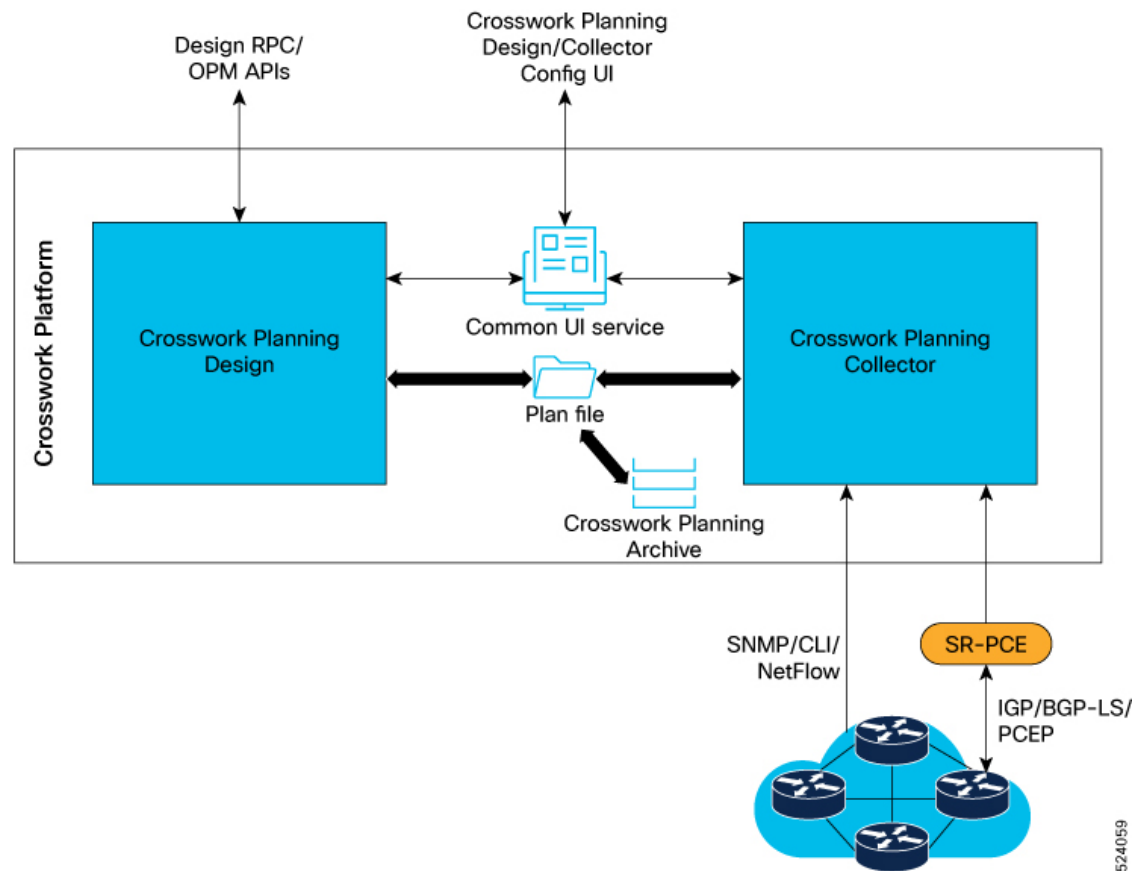 Design RPC/
OPM APIs
Crosswork Planning
Design/Collector
Config UI
Crosswork Platform
Crosswork Planning
Design
Common UI service
Plan file
Crosswork Planning
Archive
Crosswork Planning
Collector
SNMP/CLI/
NetFlow
SR-PCE
IGP/BGP-LS/
PCEP
524059